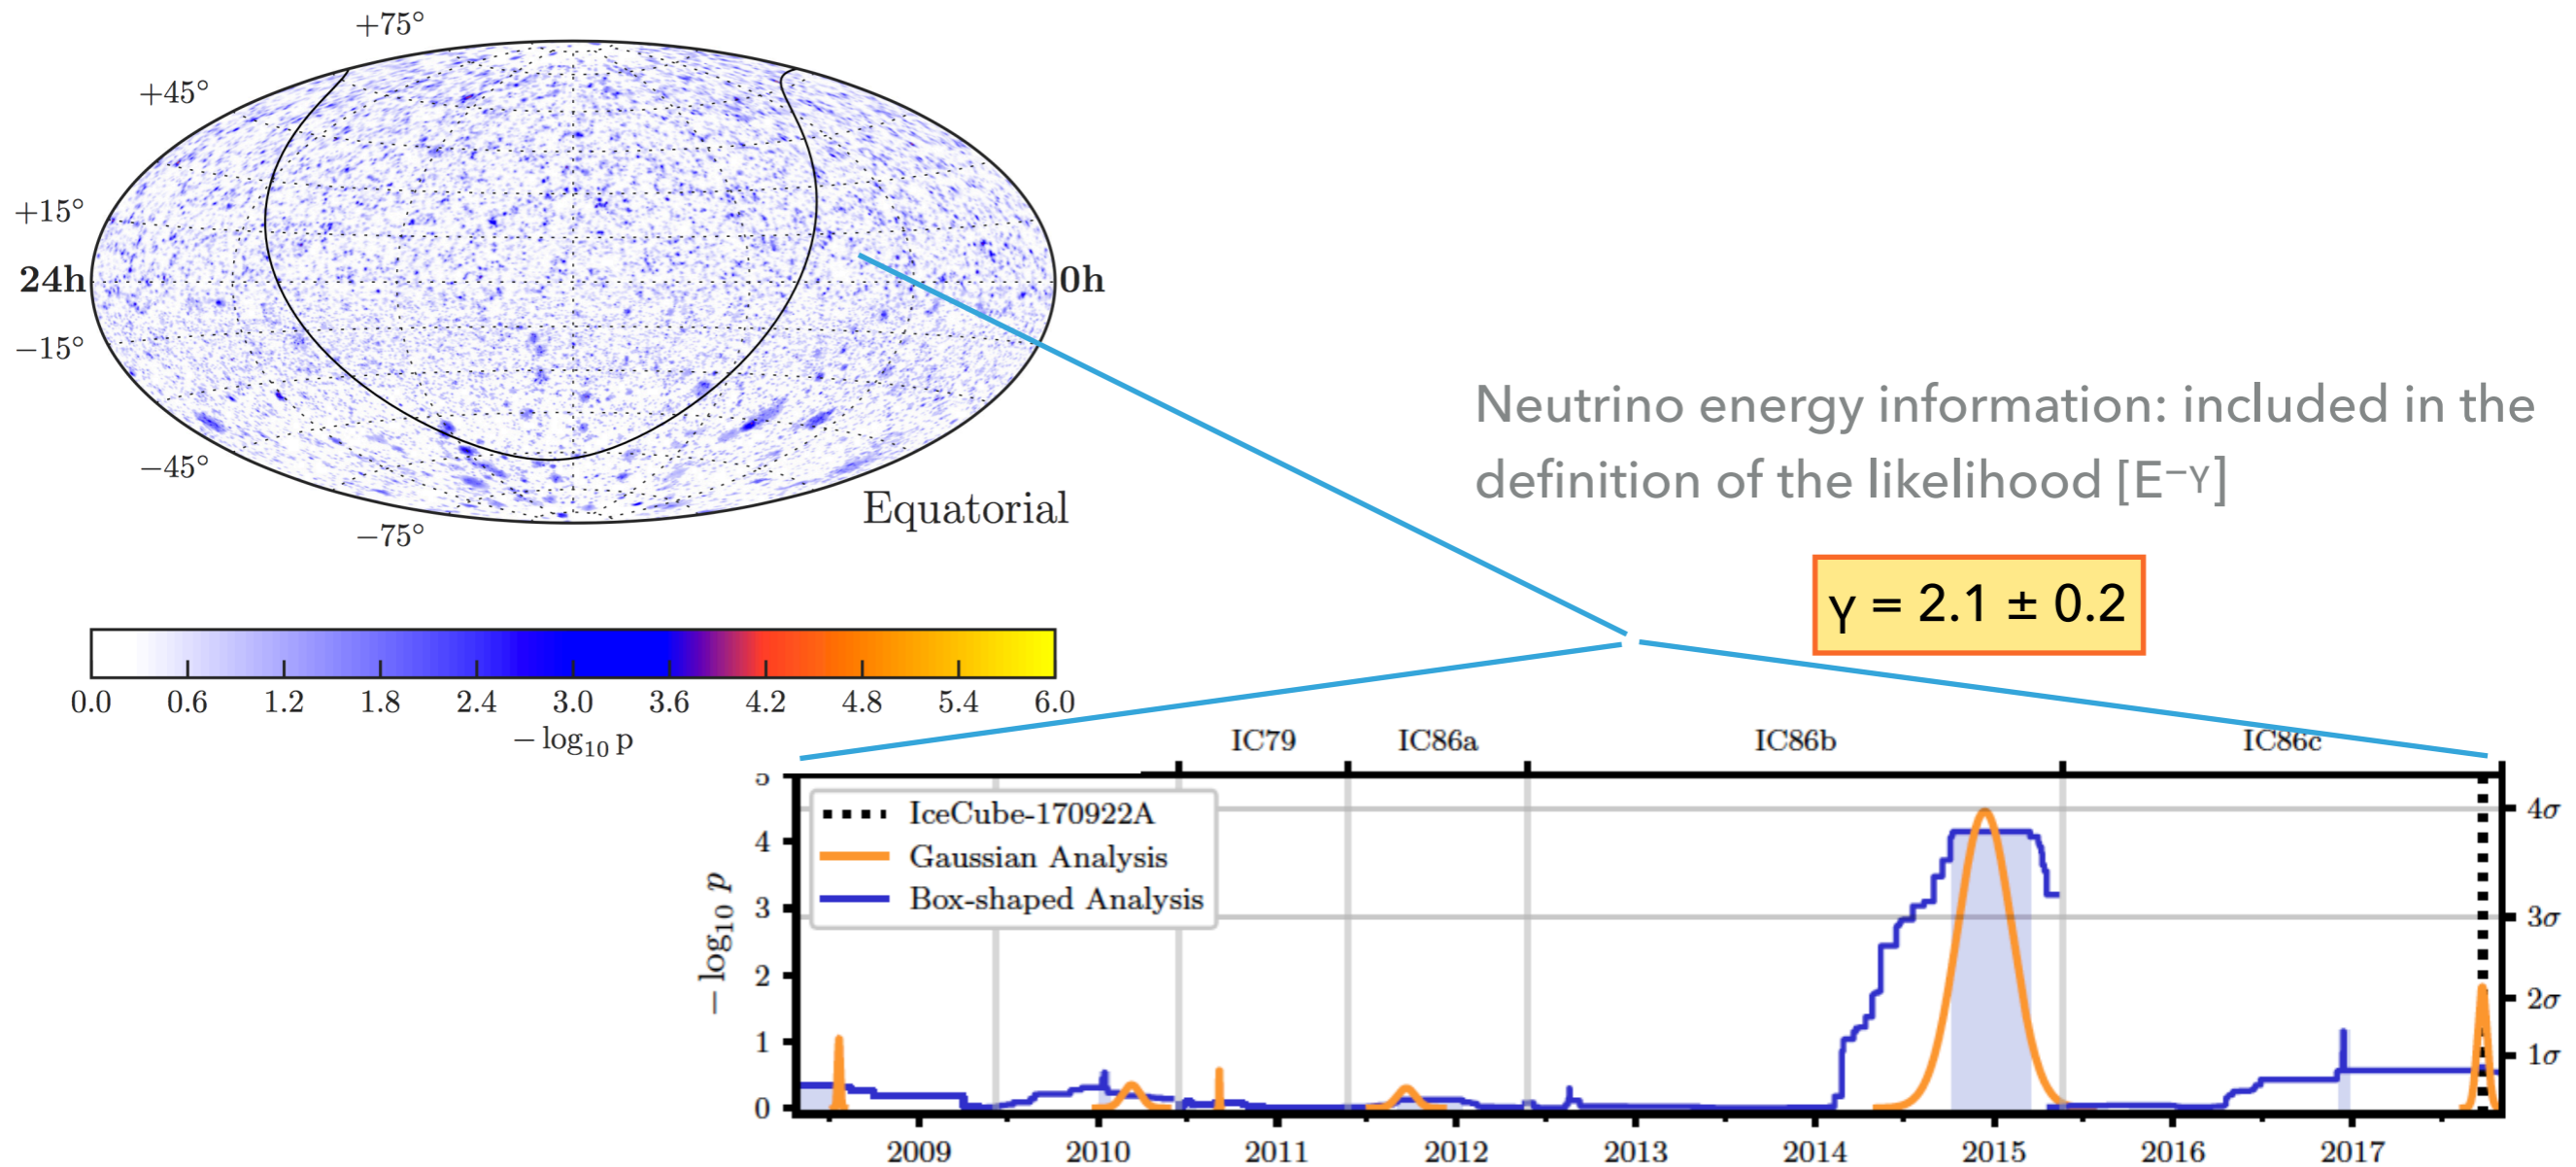 +75°
+45°
+15°
24h
0h
−15°
−45°
−75°
Equatorial
Neutrino energy information: included in the
definition of the likelihood [E−γ]
γ = 2.1 ± 0.2
0.0 0.6 1.2 1.8 2.4 3.0 3.6 4.2 4.8 5.4 6.0
− log10 p
IC79 IC86a IC86b IC86c
5
4
3
2
1
0
− log10 p
IceCube-170922A
Gaussian Analysis
Box-shaped Analysis
4σ
3σ
2σ
1σ
2009 2010 2011 2012 2013 2014 2015 2016 2017